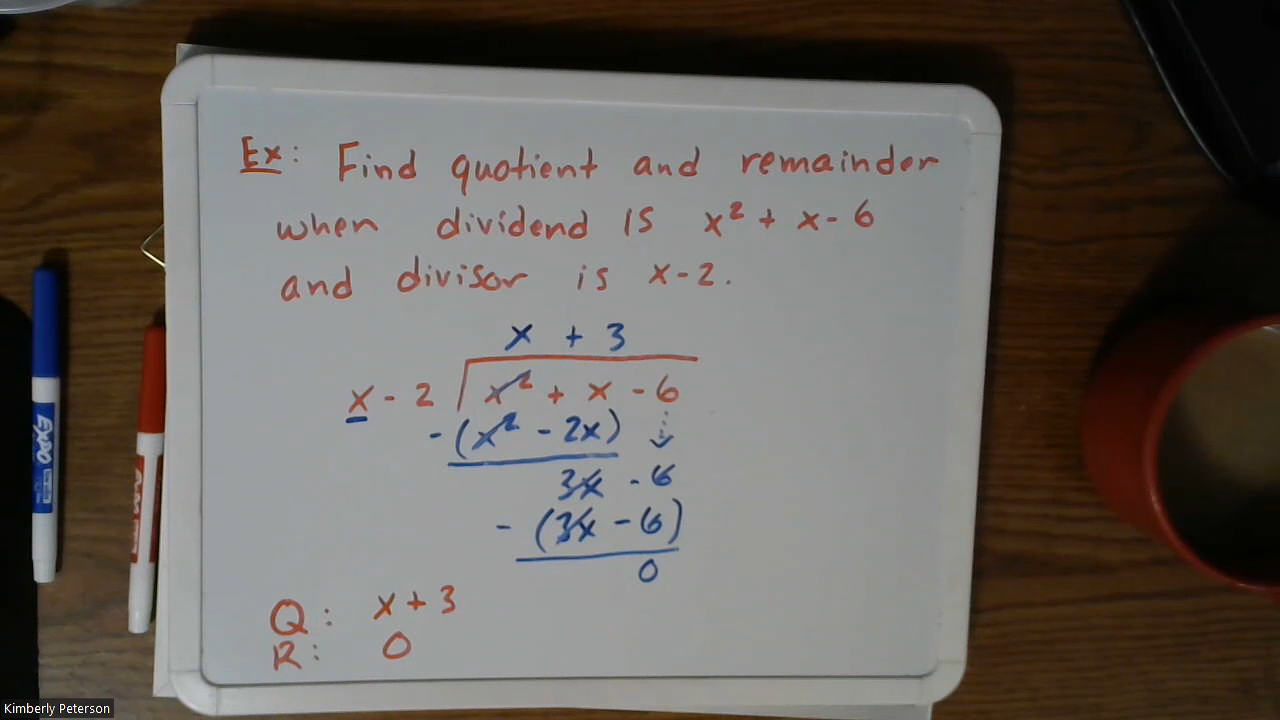 Ex: Find quotient and remainder
when dividend is x² + x - 6
and divisor is x - 2.
x + 3
x - 2 x² + x - 6
- (x² - 2x)
3x - 6
- (3x - 6)
0
Q: x + 3
R: 0
EXPO
Kimberly Peterson